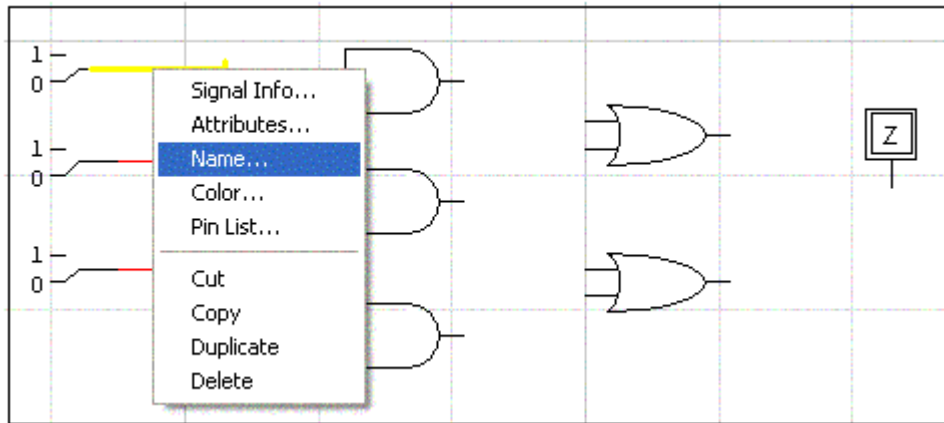 1
0
Signal Info...
Attributes...
Name...
Color...
Pin List...
Cut
Copy
Duplicate
Delete
1
0
1
0
Z